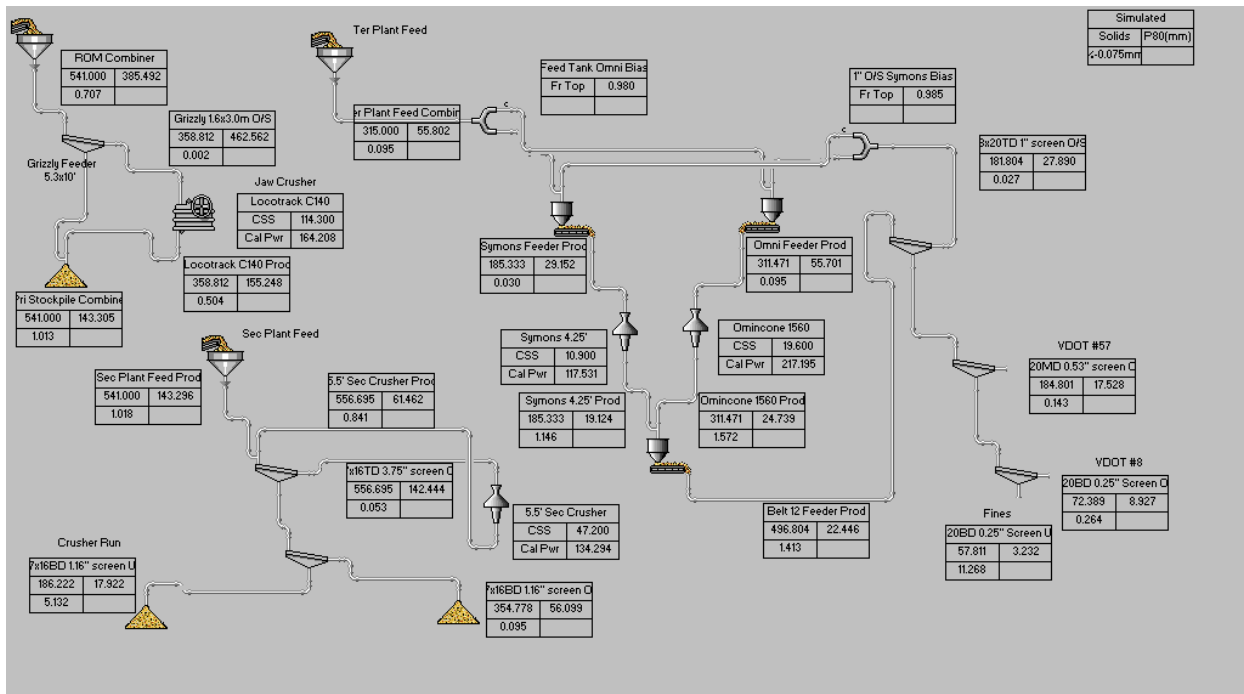 Simulated
Solids P80(mm)
%-0.075mm
Ter Plant Feed
ROM Combiner
541.000 385.492
0.707
Feed Tank Omni Bias
Fr Top 0.980
1" O/S Symons Bias
Fr Top 0.985
Grizzly 1.6x3.0m O/S
358.812 462.562
0.002
er Plant Feed Combin
315.000 55.802
0.095
8x20TD 1" screen O/S
181.804 27.890
0.027
Grizzly Feeder
5.3x10'
Jaw Crusher
Locotrack C140
CSS 114.300
Cal Pwr 164.208
Symons Feeder Prod
185.333 29.152
0.030
Omni Feeder Prod
311.471 55.701
0.095
Locotrack C140 Prod
358.812 155.248
0.504
Pri Stockpile Combine
541.000 143.305
1.013
Sec Plant Feed
Symons 4.25'
CSS 10.900
Cal Pwr 117.531
Omincone 1560
CSS 19.600
Cal Pwr 217.195
VDOT #57
20MD 0.53" screen O
184.801 17.528
0.143
Sec Plant Feed Prod
541.000 143.296
1.018
5.5' Sec Crusher Prod
556.695 61.462
0.841
Symons 4.25' Prod
185.333 19.124
1.146
Omincone 1560 Prod
311.471 24.739
1.572
VDOT #8
20BD 0.25" Screen O
72.389 8.927
0.264
7x16TD 3.75" screen O
556.695 142.444
0.053
5.5' Sec Crusher
CSS 47.200
Cal Pwr 134.294
Belt 12 Feeder Prod
496.804 22.446
1.413
Fines
20BD 0.25" Screen U
57.811 3.232
11.268
Crusher Run
7x16BD 1.16" screen U
186.222 17.922
5.132
7x16BD 1.16" screen O
354.778 56.099
0.095
c
c